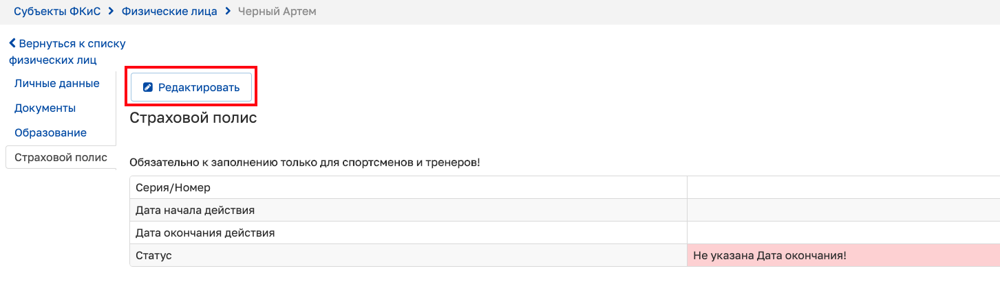 Субъекты ФКиС > Физические лица > Черный Артем
Вернуться к списку
физических лиц
Личные данные
Документы
Образование
Страховой полис
Редактировать
Страховой полис
Обязательно к заполнению только для спортсменов и тренеров!
Серия/Номер
Дата начала действия
Дата окончания действия
Статус Не указана Дата окончания!